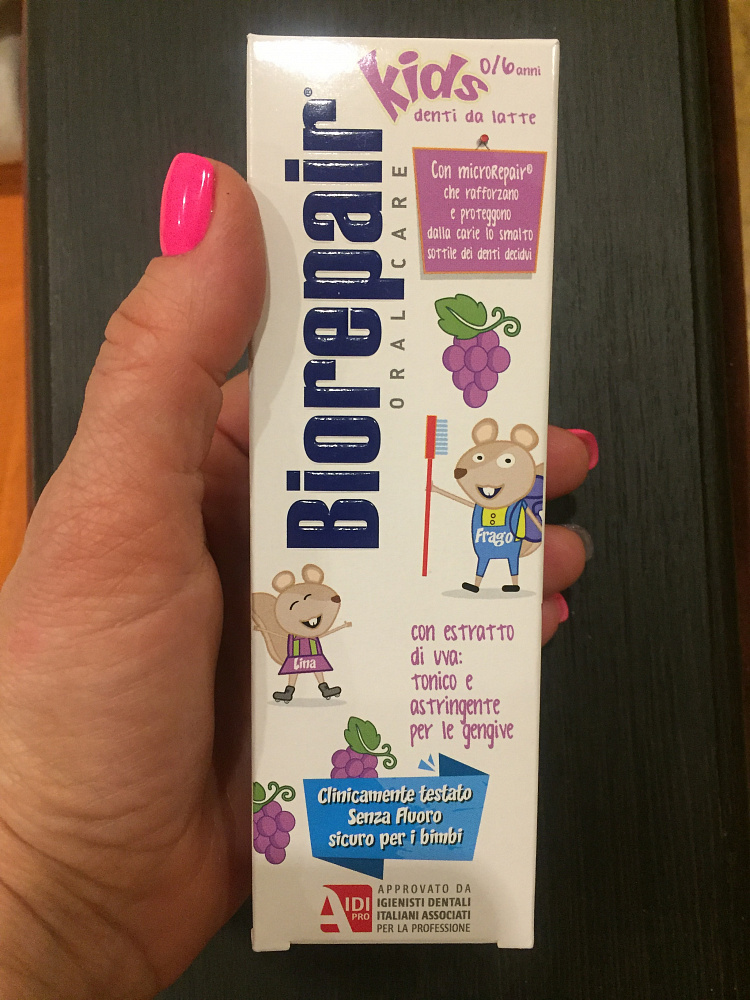 kids 0/6 anni
denti da latte
Biorepair®
ORAL CARE
Con microRepair®
che rafforzano
e proteggono
dalla carie lo smalto
sottile dei denti decidui
Frago
Lina
con estratto
di uva:
tonico e
astringente
per le gengive
Clinicamente testato
Senza Fluoro
sicuro per i bimbi
AIDI
PRO
APPROVATO DA
IGIENISTI DENTALI
ITALIANI ASSOCIATI
PER LA PROFESSIONE